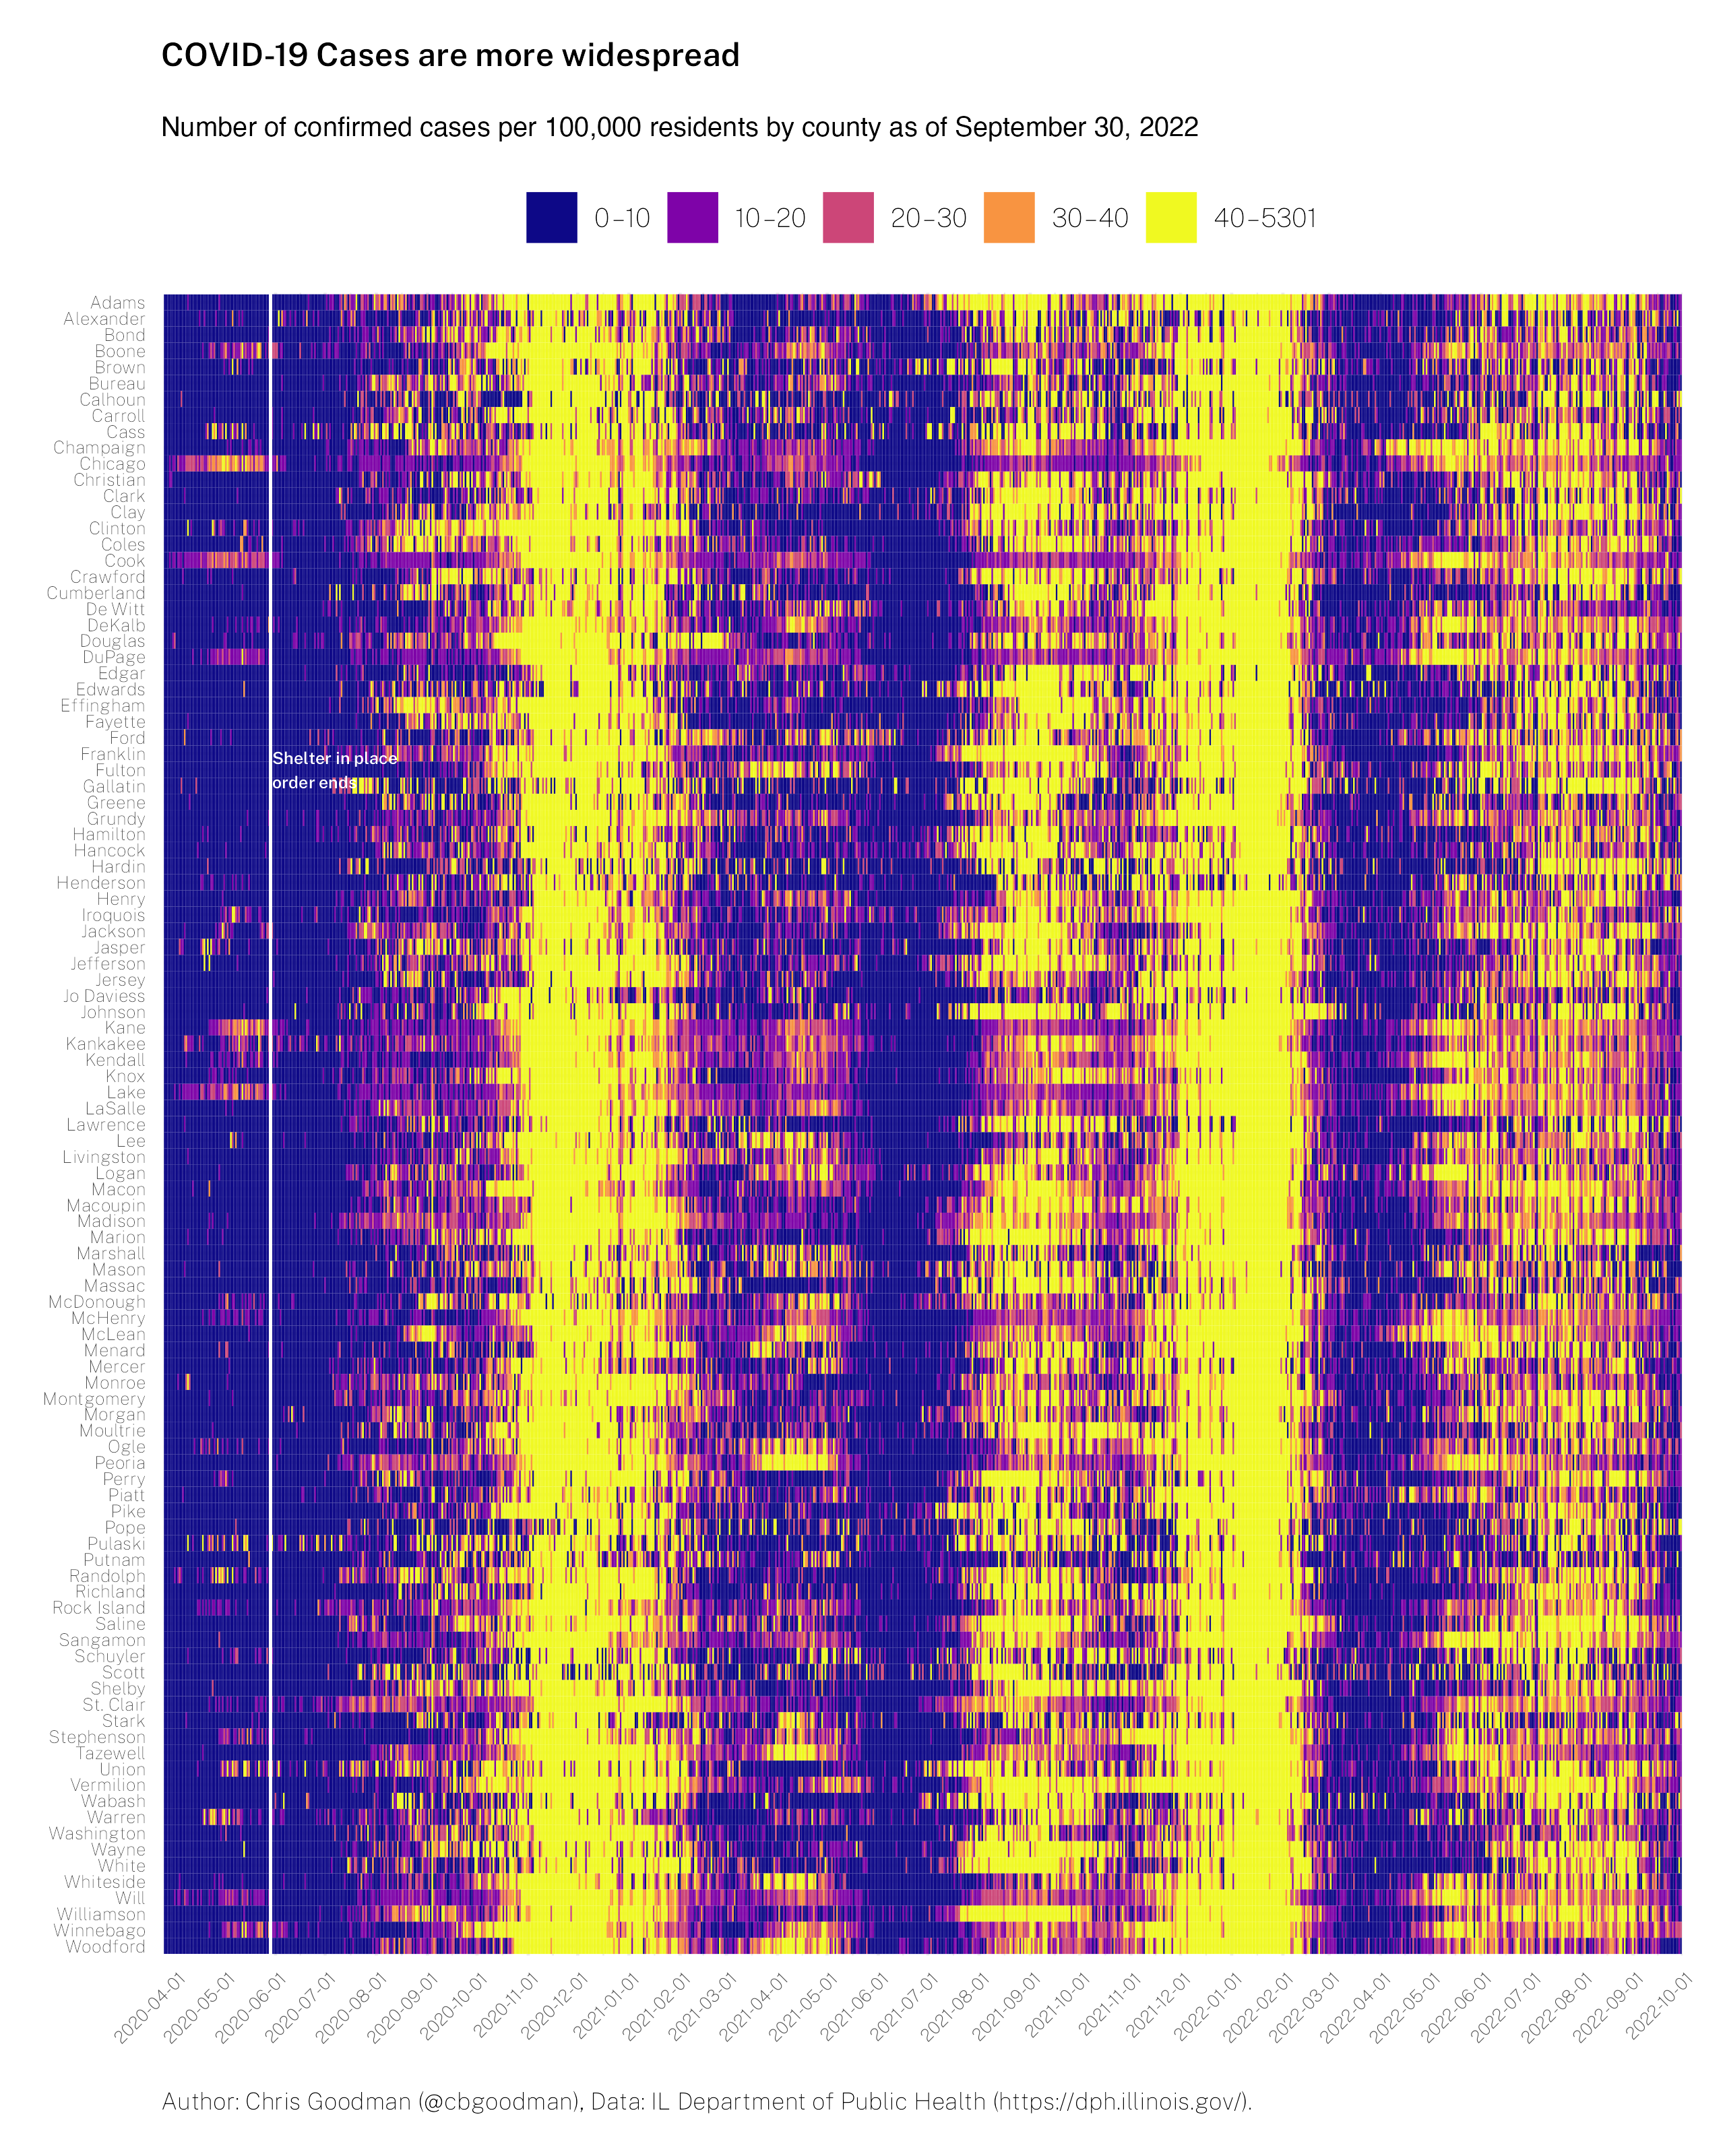 COVID-19 Cases are more widespread
Number of confirmed cases per 100,000 residents by county as of September 30, 2022
0–10 10–20 20–30 30–40 40–5301
Adams
Alexander
Bond
Boone
Brown
Bureau
Calhoun
Carroll
Cass
Champaign
Chicago
Christian
Clark
Clay
Clinton
Coles
Cook
Crawford
Cumberland
De Witt
DeKalb
Douglas
DuPage
Edgar
Edwards
Effingham
Fayette
Ford
Franklin
Fulton
Gallatin
Greene
Grundy
Hamilton
Hancock
Hardin
Henderson
Henry
Iroquois
Jackson
Jasper
Jefferson
Jersey
Jo Daviess
Johnson
Kane
Kankakee
Kendall
Knox
Lake
LaSalle
Lawrence
Lee
Livingston
Logan
Macon
Macoupin
Madison
Marion
Marshall
Mason
Massac
McDonough
McHenry
McLean
Menard
Mercer
Monroe
Montgomery
Morgan
Moultrie
Ogle
Peoria
Perry
Piatt
Pike
Pope
Pulaski
Putnam
Randolph
Richland
Rock Island
Saline
Sangamon
Schuyler
Scott
Shelby
St. Clair
Stark
Stephenson
Tazewell
Union
Vermilion
Wabash
Warren
Washington
Wayne
White
Whiteside
Will
Williamson
Winnebago
Woodford
Shelter in place
order ends
2020-04-01
2020-05-01
2020-06-01
2020-07-01
2020-08-01
2020-09-01
2020-10-01
2020-11-01
2020-12-01
2021-01-01
2021-02-01
2021-03-01
2021-04-01
2021-05-01
2021-06-01
2021-07-01
2021-08-01
2021-09-01
2021-10-01
2021-11-01
2021-12-01
2022-01-01
2022-02-01
2022-03-01
2022-04-01
2022-05-01
2022-06-01
2022-07-01
2022-08-01
2022-09-01
2022-10-01
Author: Chris Goodman (@cbgoodman), Data: IL Department of Public Health (https://dph.illinois.gov/).